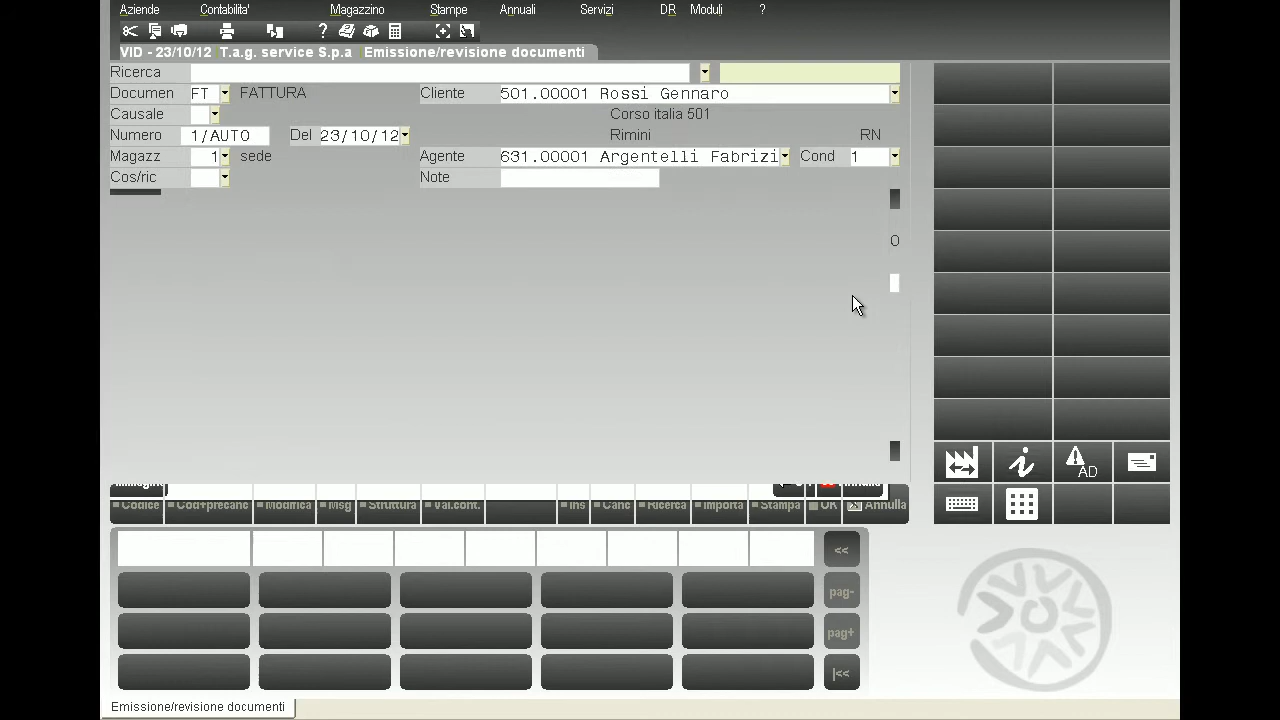 Aziende Contabilita' Magazzino Stampe Annuali Servizi DR Moduli ?
VID - 23/10/12 T.a.g. service S.p.a Emissione/revisione documenti
Ricerca
Documen FT FATTURA Cliente 501.00001 Rossi Gennaro
Causale Corso italia 501
Numero 1/AUTO Del 23/10/12 Rimini RN
Magazz 1 sede Agente 631.00001 Argentelli Fabrizi Cond 1
Cos/ric Note
O
AD
Codice Cod+precanc Modifica Msg Struttura Val.cont. Ins Canc Ricerca Importa Stampa OK Annulla
<<
pag-
pag+
|<<
Emissione/revisione documenti